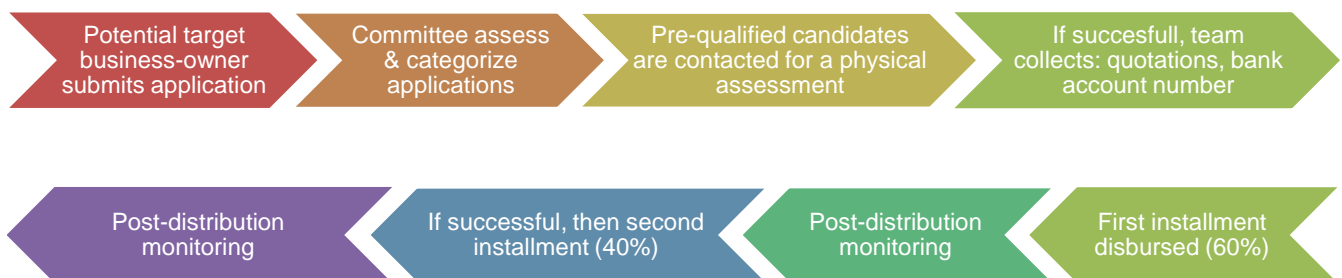 Potential target
business-owner
submits application
Committee assess
& categorize
applications
Pre-qualified candidates
are contacted for a physical
assessment
If succesfull, team
collects: quotations, bank
account number
First installment
disbursed (60%)
Post-distribution
monitoring
If successful, then second
installment (40%)
Post-distribution
monitoring